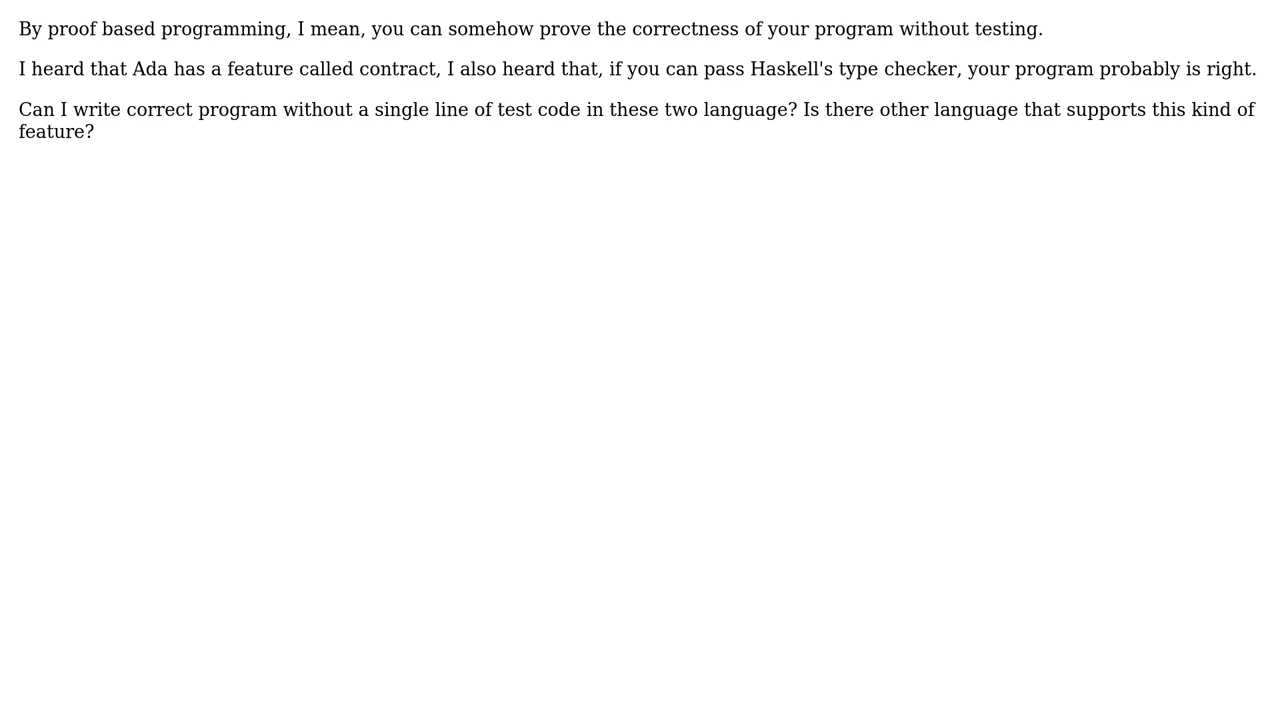 By proof based programming, I mean, you can somehow prove the correctness of your program without testing.
I heard that Ada has a feature called contract, I also heard that, if you can pass Haskell's type checker, your program probably is right.
Can I write correct program without a single line of test code in these two language? Is there other language that supports this kind of
feature?